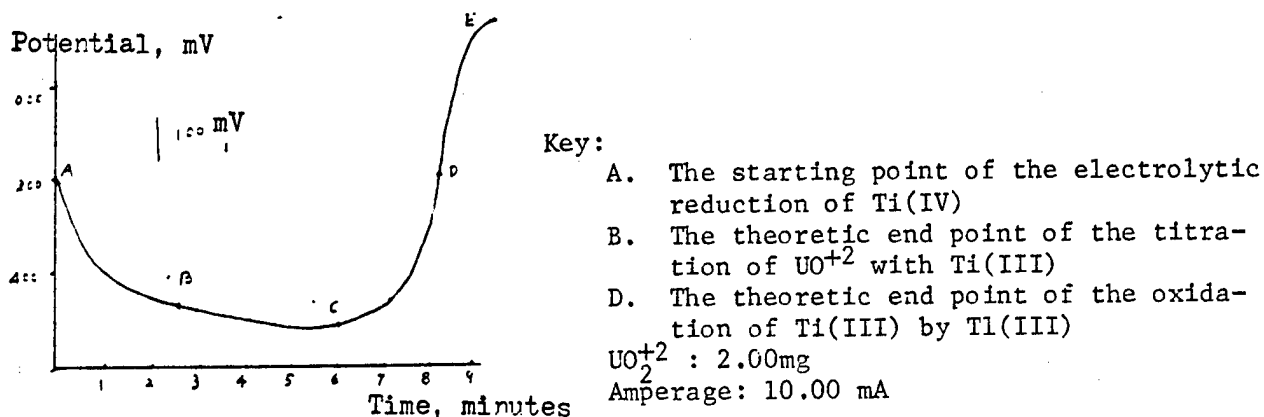 E
Potential, mV
000
100 mV
Key:
A
D
A. The starting point of the electrolytic
200
reduction of Ti(IV)
B. The theoretic end point of the titra-
tion of UO+2 with Ti(III)
400
B
D. The theoretic end point of the oxida-
C
tion of Ti(III) by Tl(III)
UO2+2 : 2.00mg
1 2 3 4 5 6 7 8 9
Amperage: 10.00 mA
Time, minutes